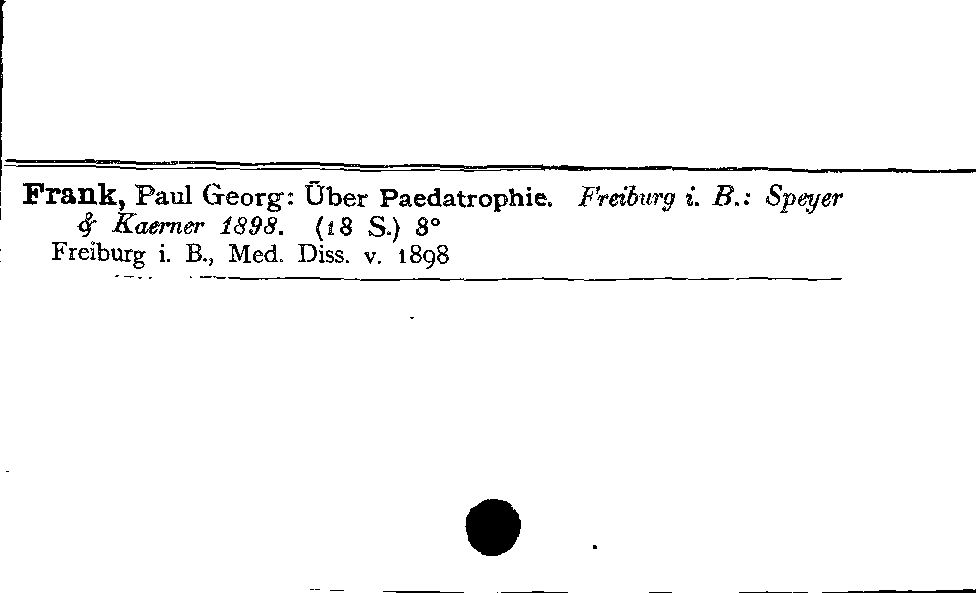 Frank, Paul Georg: Über Paedatrophie. Freiburg i. B.: Speyer
& Kaerner 1898. (18 S.) 8°
Freiburg i. B., Med. Diss. v. 1898